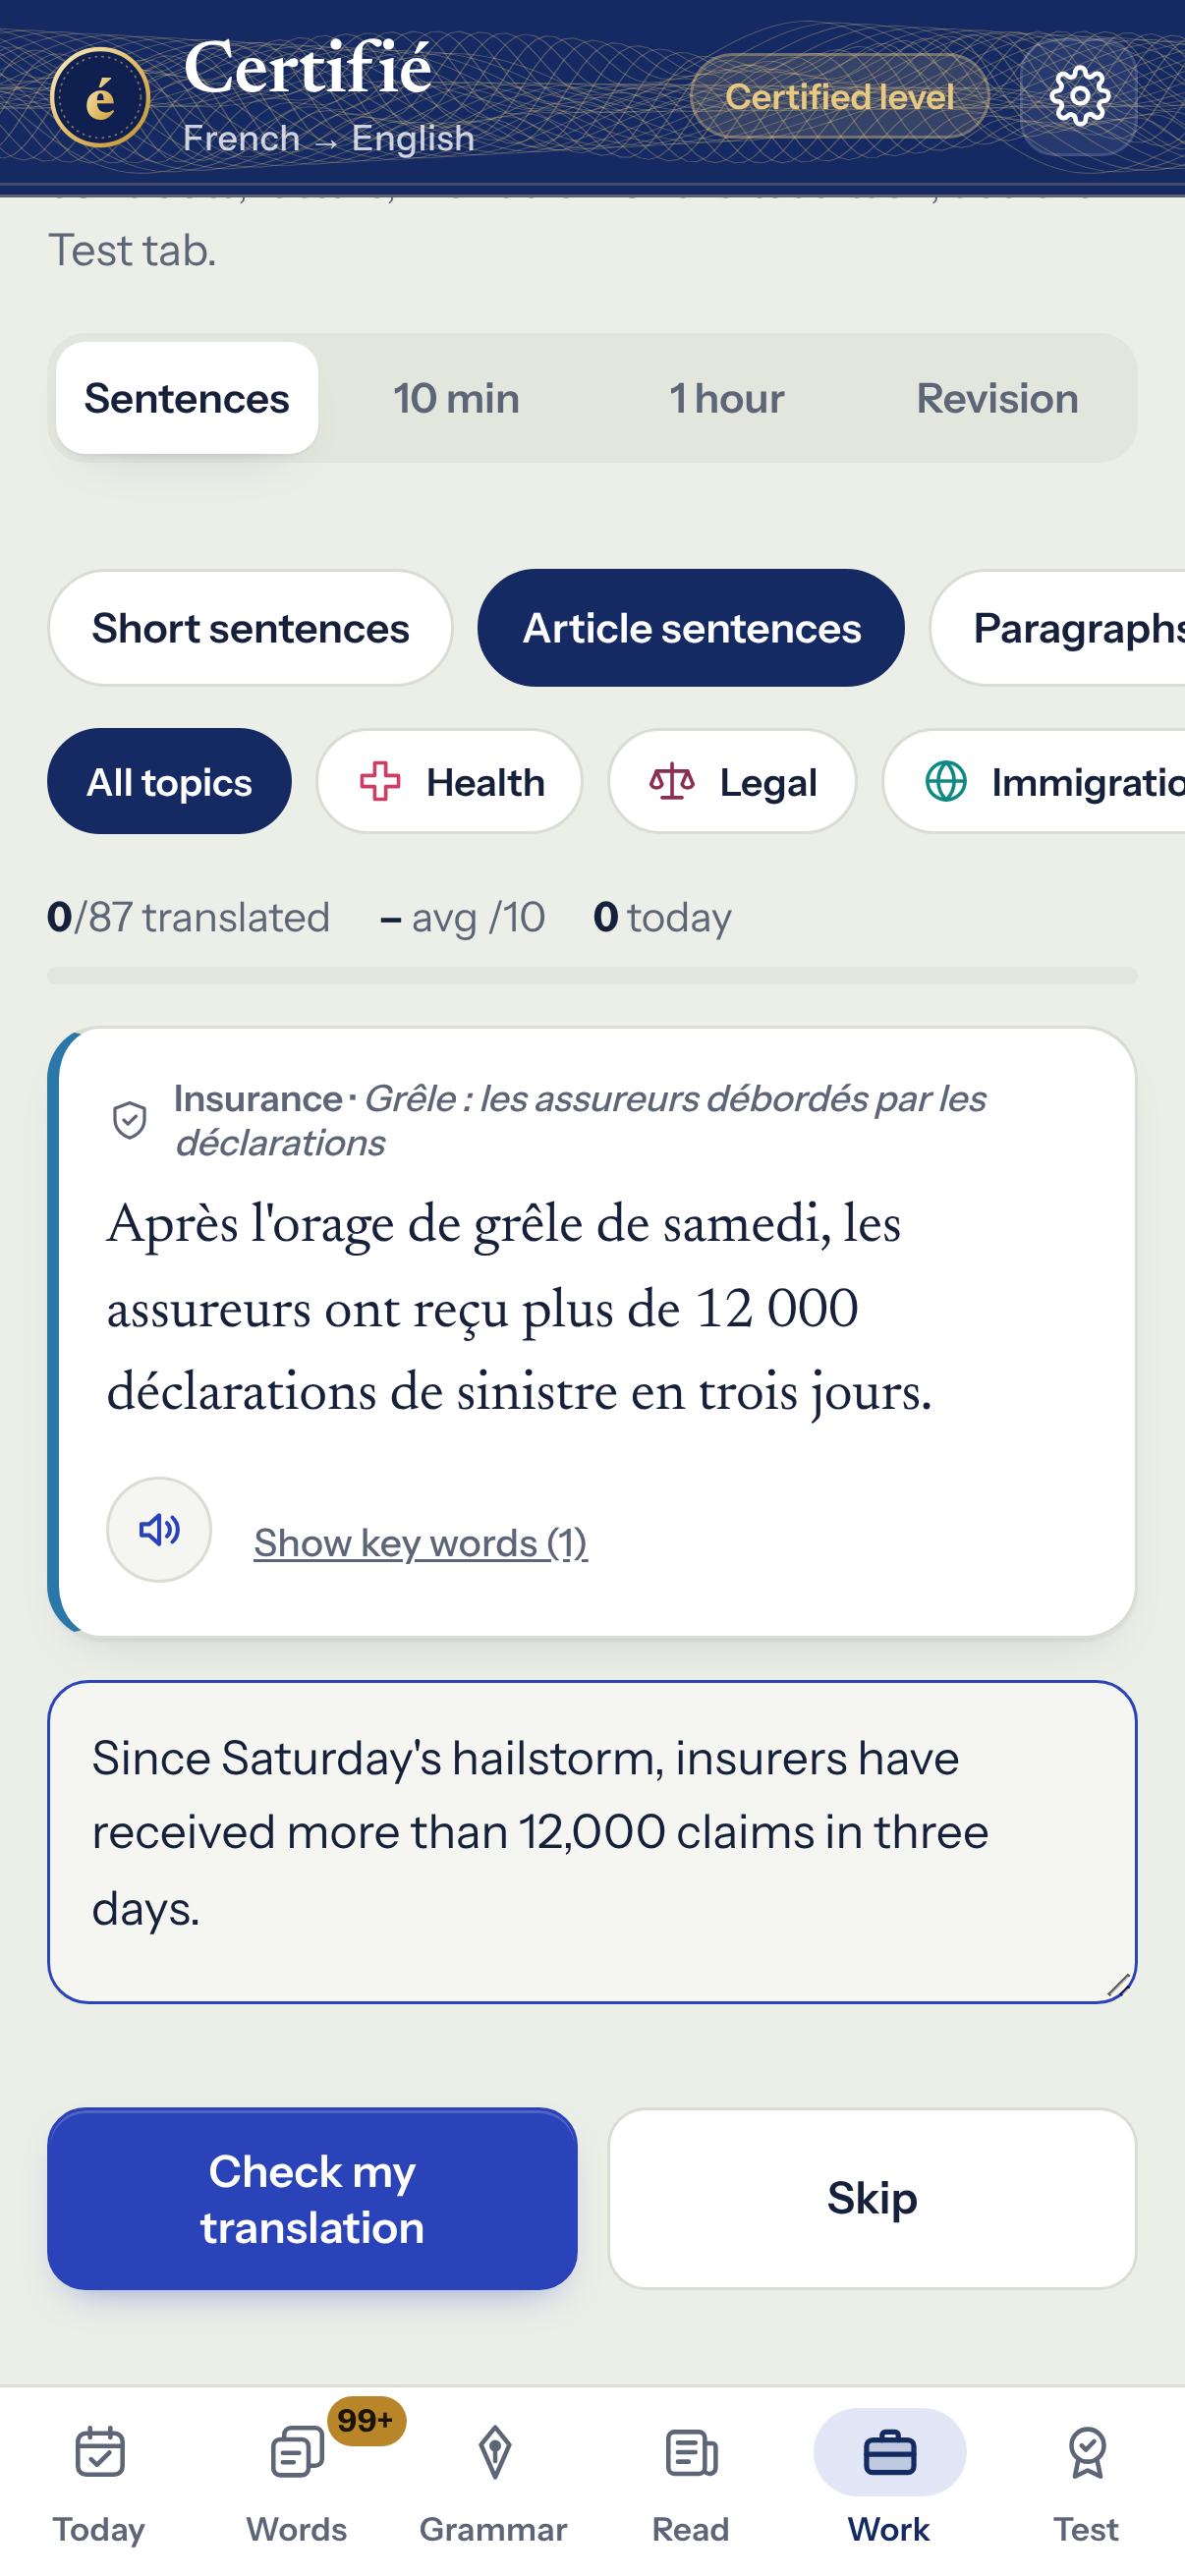 é
Certifié
French → English
Certified level
Test tab.
Sentences
10 min
1 hour
Revision
Short sentences
Article sentences
Paragraphs
All topics
Health
Legal
Immigratio
0/87 translated
– avg /10
0 today
Insurance · Grêle : les assureurs débordés par les
déclarations
Après l'orage de grêle de samedi, les
assureurs ont reçu plus de 12 000
déclarations de sinistre en trois jours.
Show key words (1)
Since Saturday's hailstorm, insurers have
received more than 12,000 claims in three
days.
Check my
translation
Skip
99+
Today
Words
Grammar
Read
Work
Test